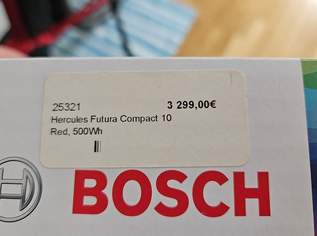 25321 3 299,00€
Hercules Futura Compact 10
Red, 500Wh
BOSCH